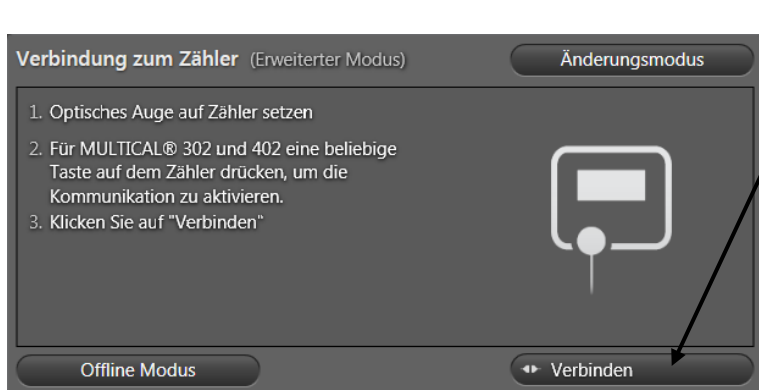 Verbindung zum Zähler (Erweiterter Modus)
Änderungsmodus
1. Optisches Auge auf Zähler setzen
2. Für MULTICAL® 302 und 402 eine beliebige
Taste auf dem Zähler drücken, um die
Kommunikation zu aktivieren.
3. Klicken Sie auf "Verbinden"
Offline Modus
Verbinden